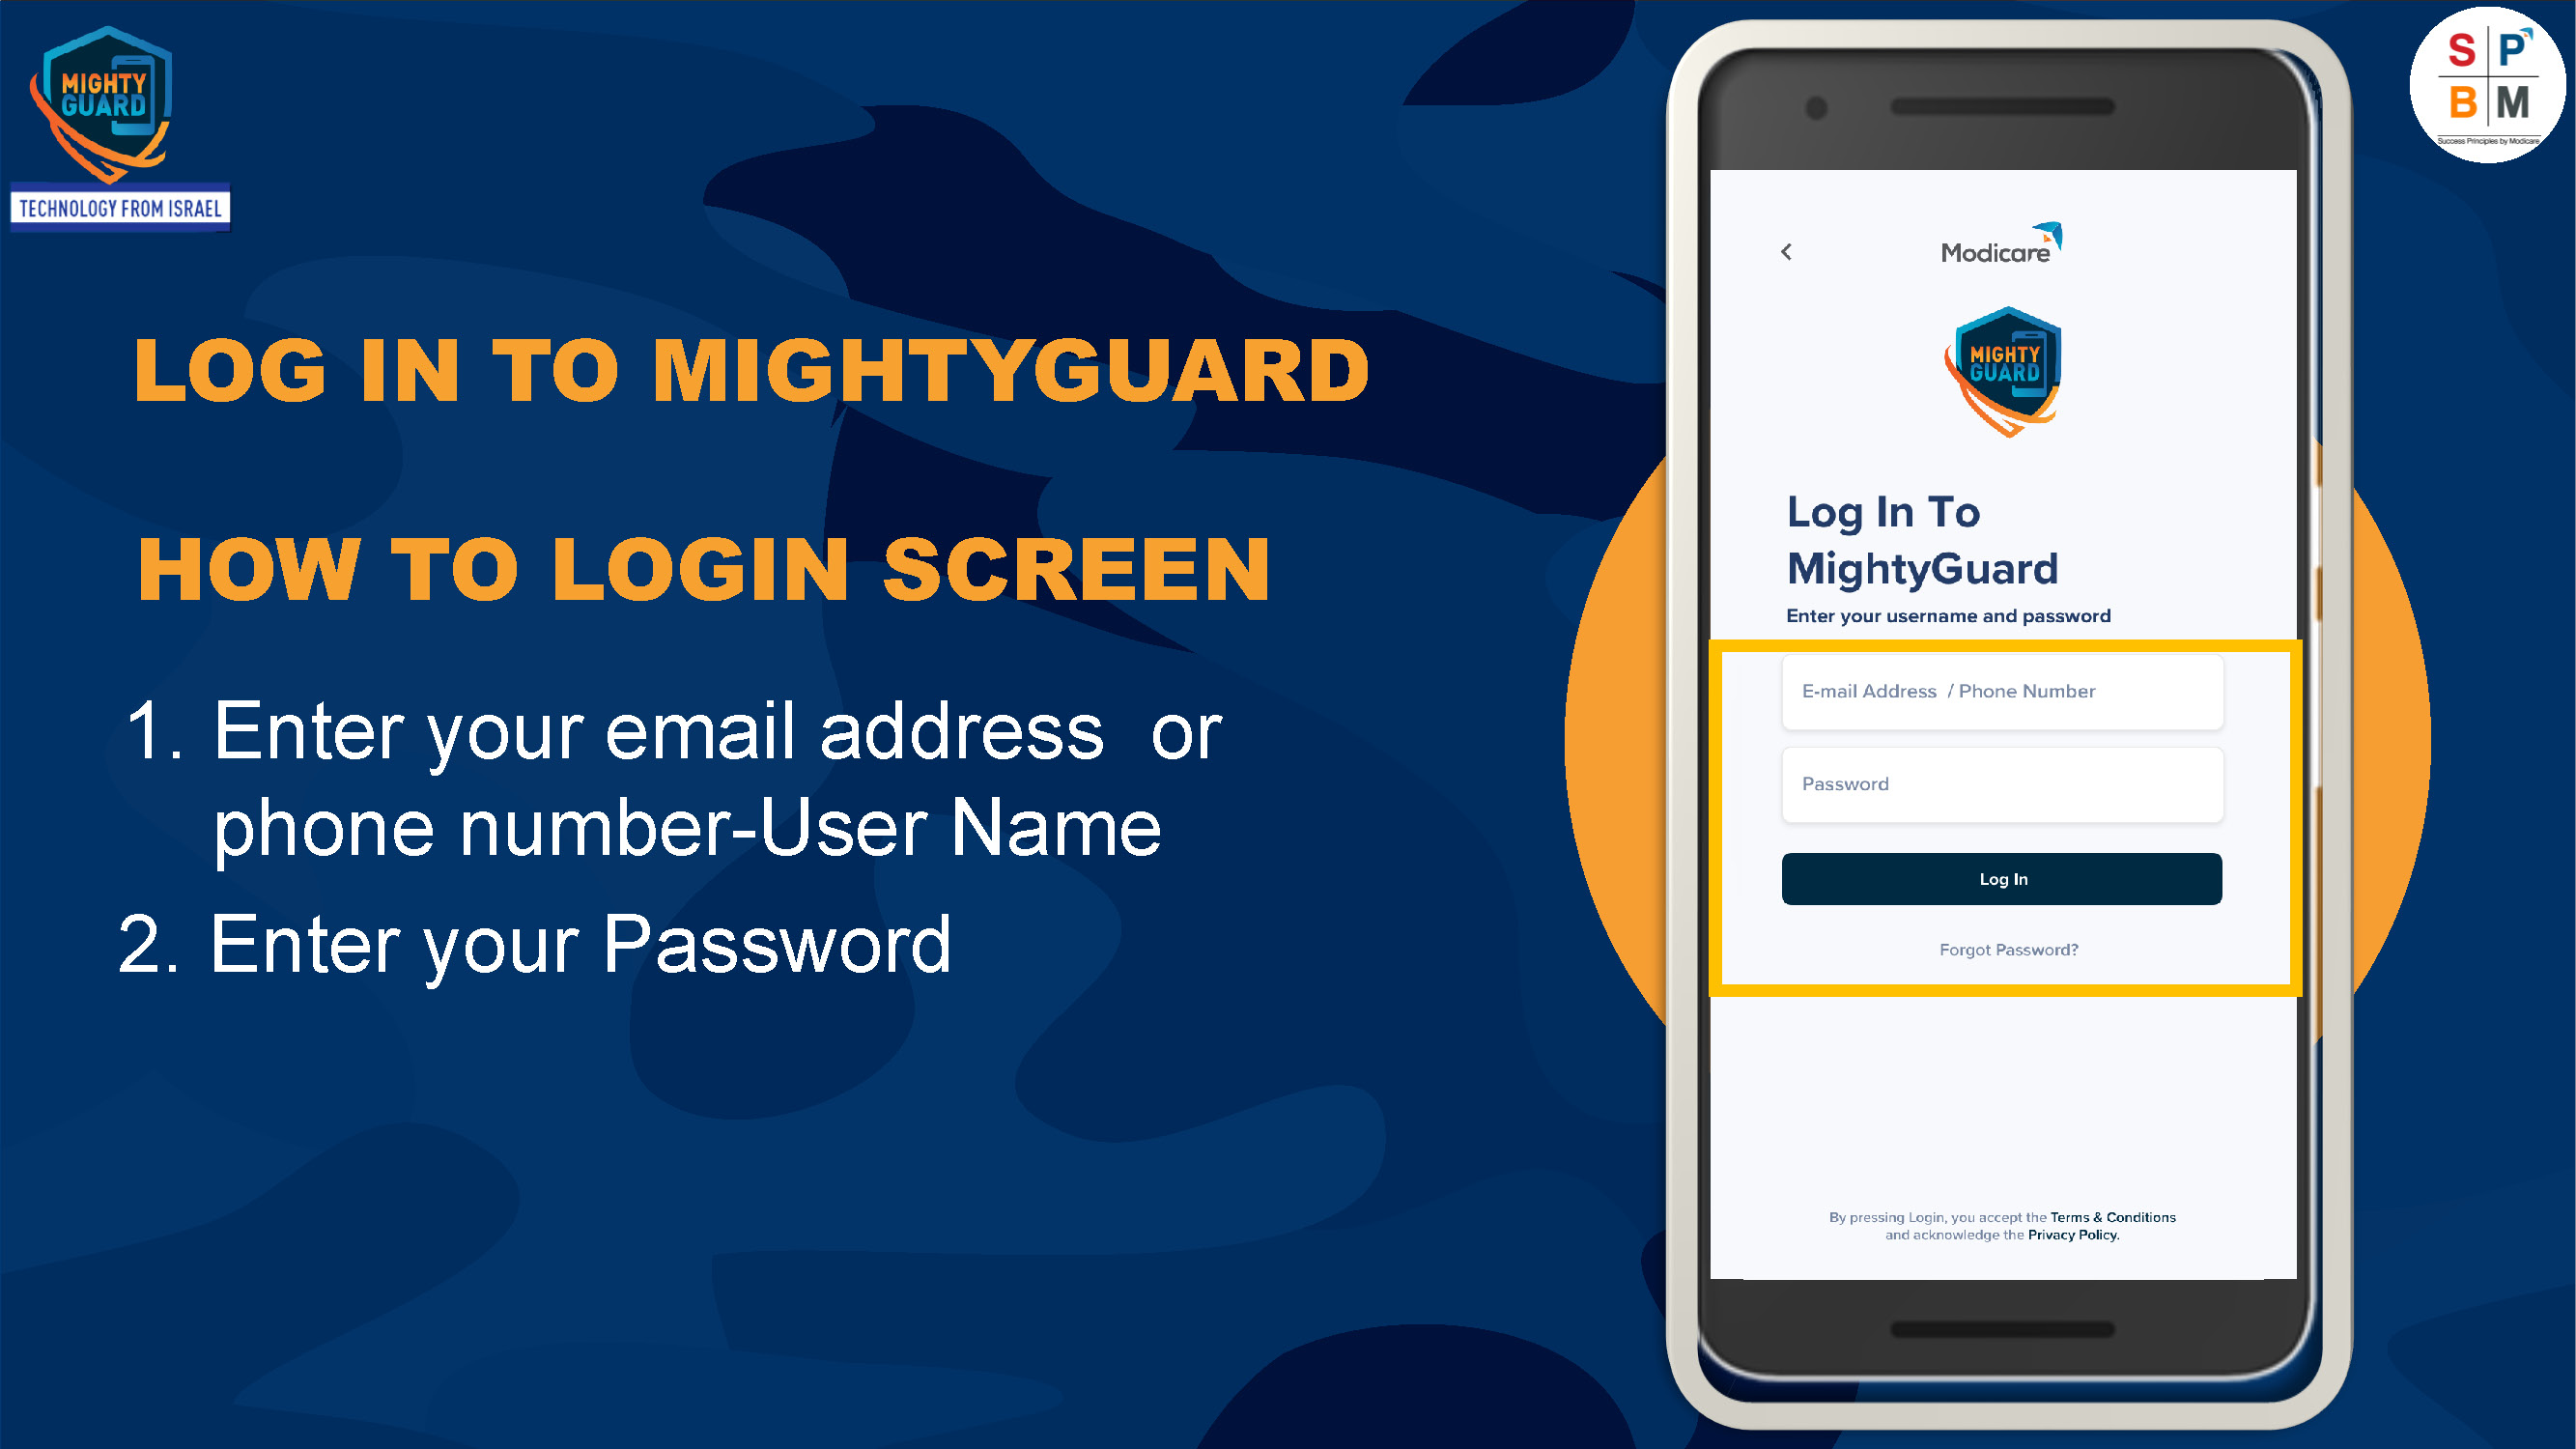 MIGHTY
GUARD
TECHNOLOGY FROM ISRAEL
LOG IN TO MIGHTYGUARD
HOW TO LOGIN SCREEN
1. Enter your email address or
phone number-User Name
2. Enter your Password
Modicare
MIGHTY
GUARD
Log In To
MightyGuard
Enter your username and password
E-mail Address / Phone Number
Password
Log In
Forgot Password?
By pressing Login, you accept the Terms & Conditions
and acknowledge the Privacy Policy.
S P
B M
Success Principles by Modicare